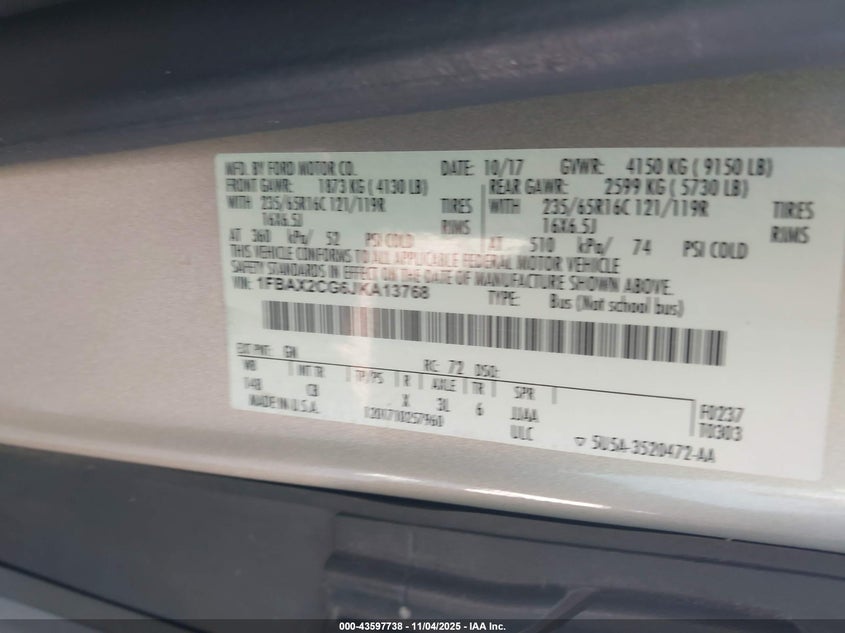 MFD. BY FORD MOTOR CO. DATE: 10/17 GVWR: 4150 KG ( 9150 LB)
FRONT GAWR: 1873 KG ( 4130 LB) REAR GAWR: 2599 KG ( 5730 LB)
WITH 235/65R16C 121/119R TIRES WITH 235/65R16C 121/119R TIRES
16X6.5J RIMS 16X6.5J RIMS
AT 360 kPa/ 52 PSI COLD AT 510 kPa/ 74 PSI COLD
THIS VEHICLE CONFORMS TO ALL APPLICABLE FEDERAL MOTOR VEHICLE
SAFETY STANDARDS IN EFFECT ON THE DATE OF MANUFACTURE SHOWN ABOVE.
VIN: 1FBAX2CG6JKA13768 TYPE: Bus (Not school bus)
EXT PNT: GN RC: 72 DSO:
WB INT TR TP/PS R AXLE TR SPR
148 CB X 3L 6 JJAA F0237
MADE IN U.S.A. ULC T0303
5U5A-3520472-AA
000-43597738 - 11/04/2025 - IAA Inc.